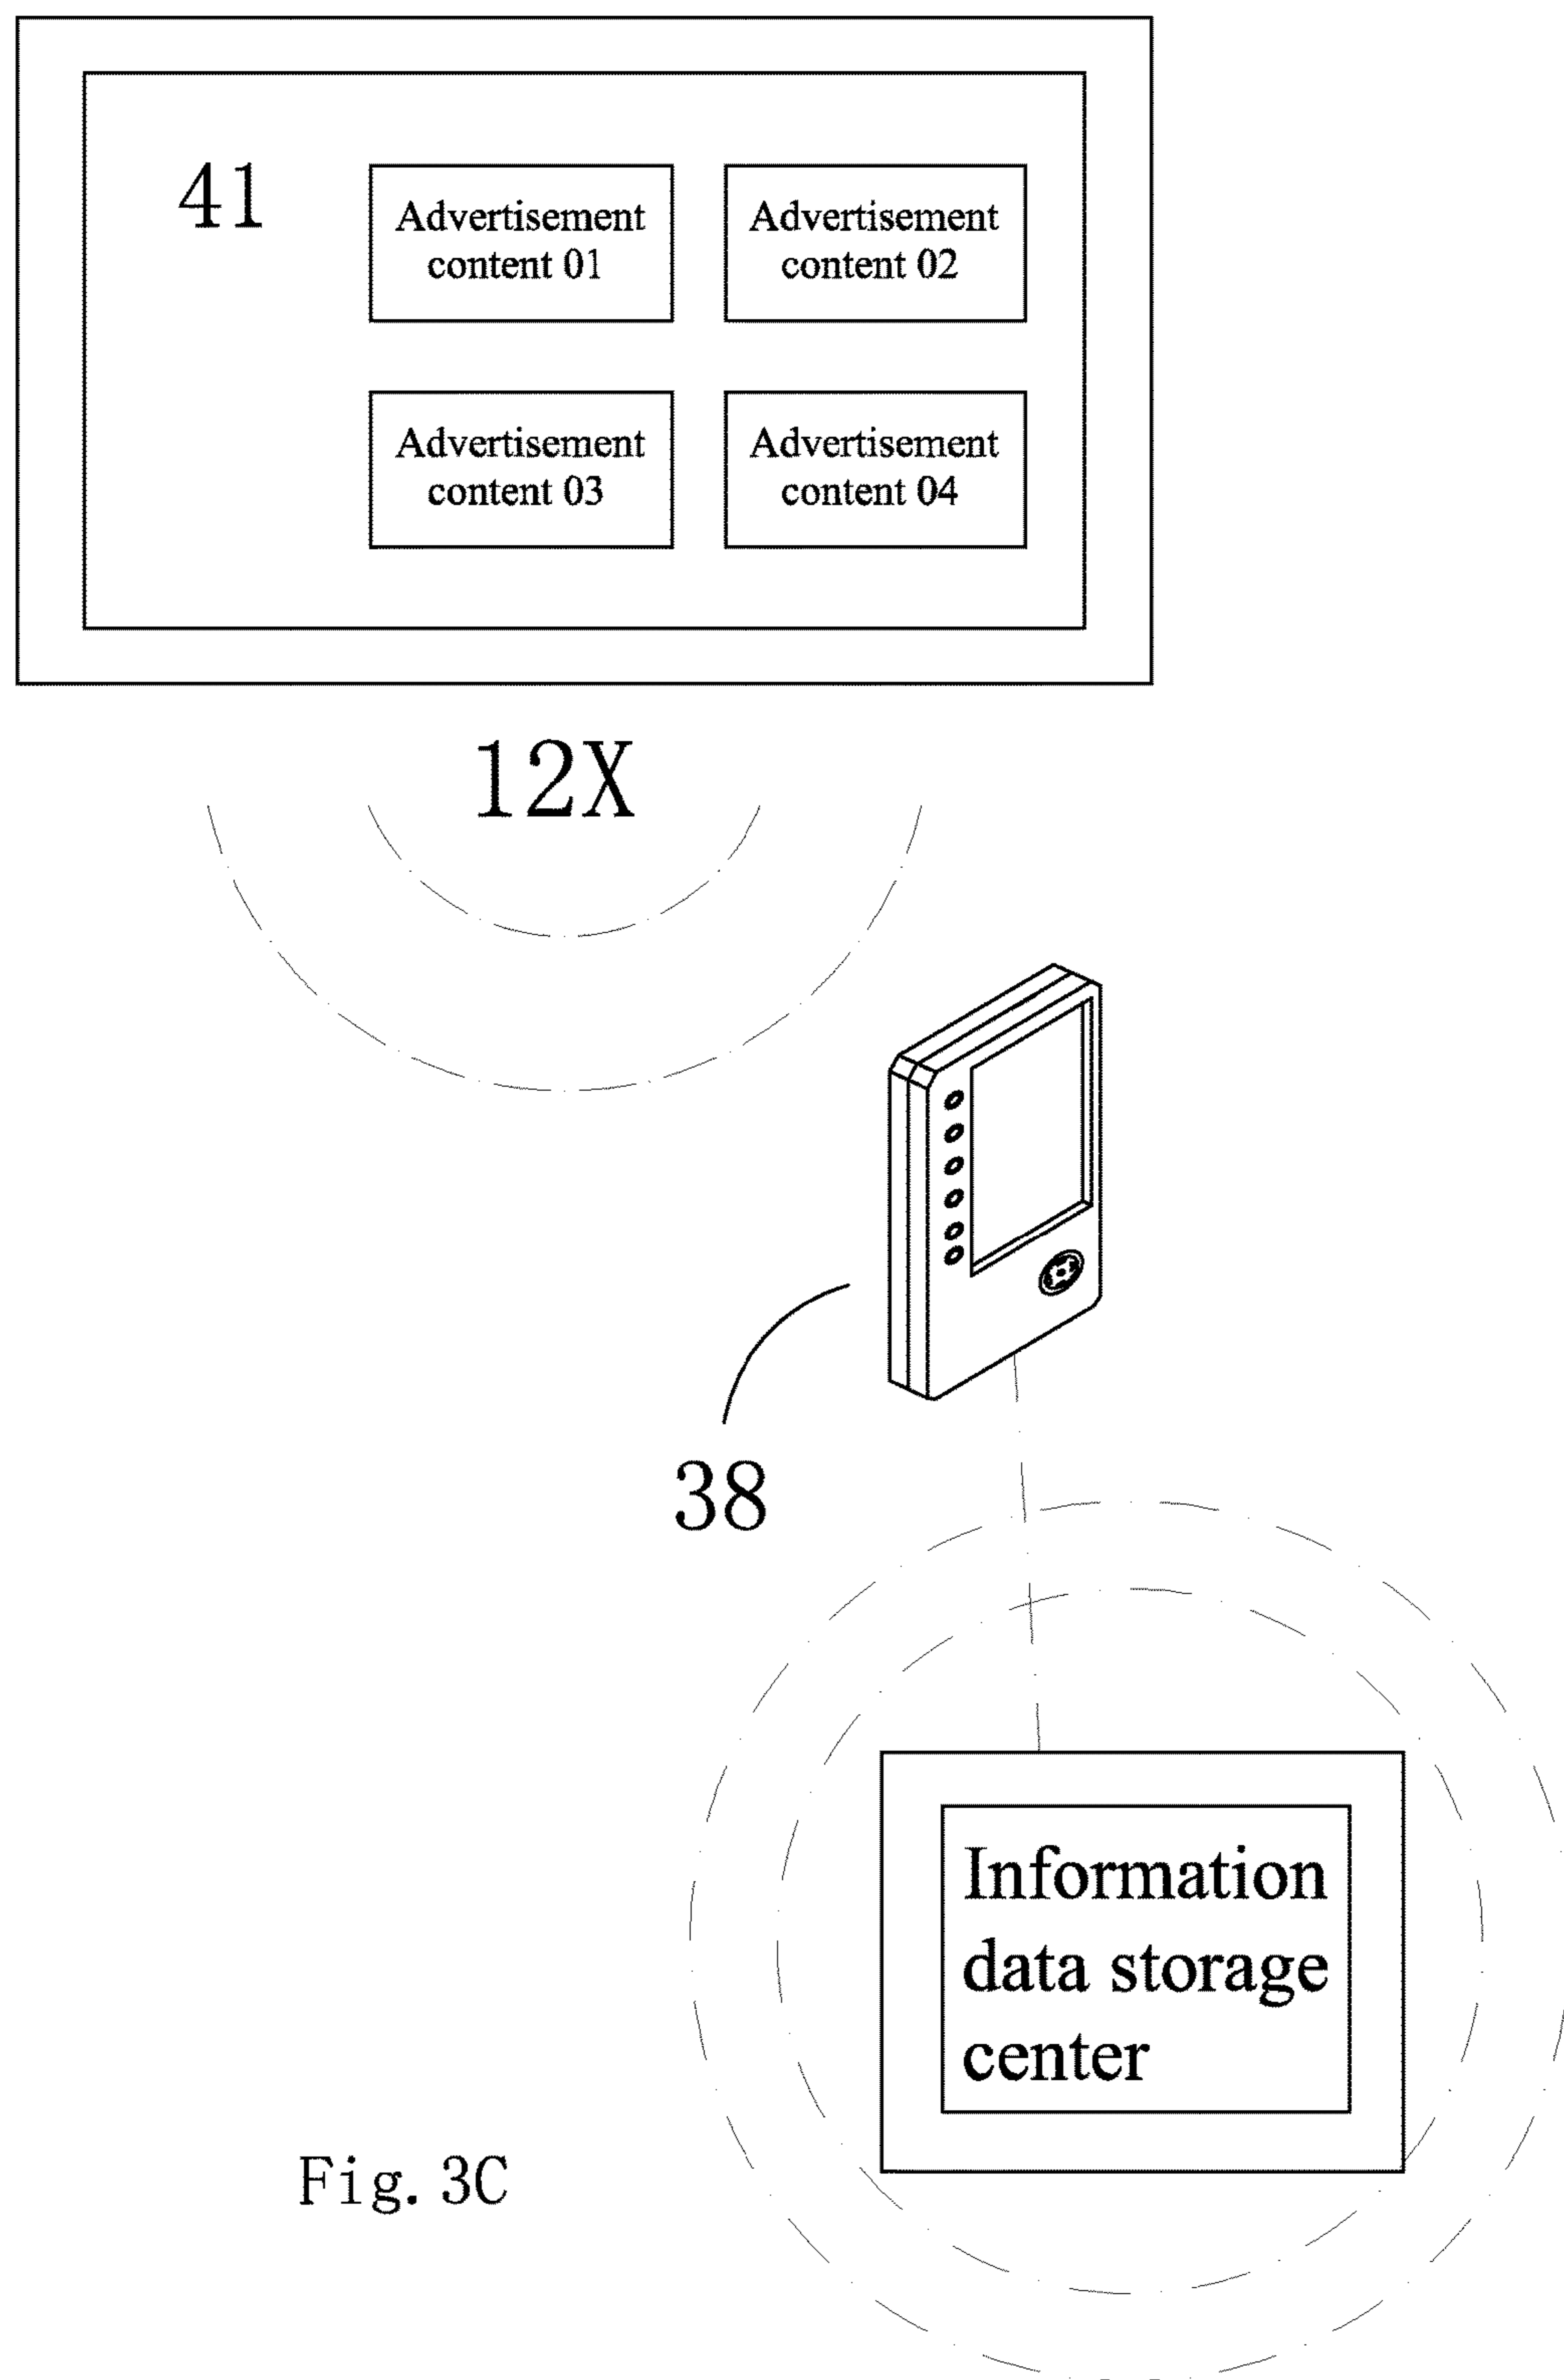 41
Advertisement
content 01
Advertisement
content 02
Advertisement
content 03
Advertisement
content 04
12X
38
Information
data storage
center
Fig. 3C